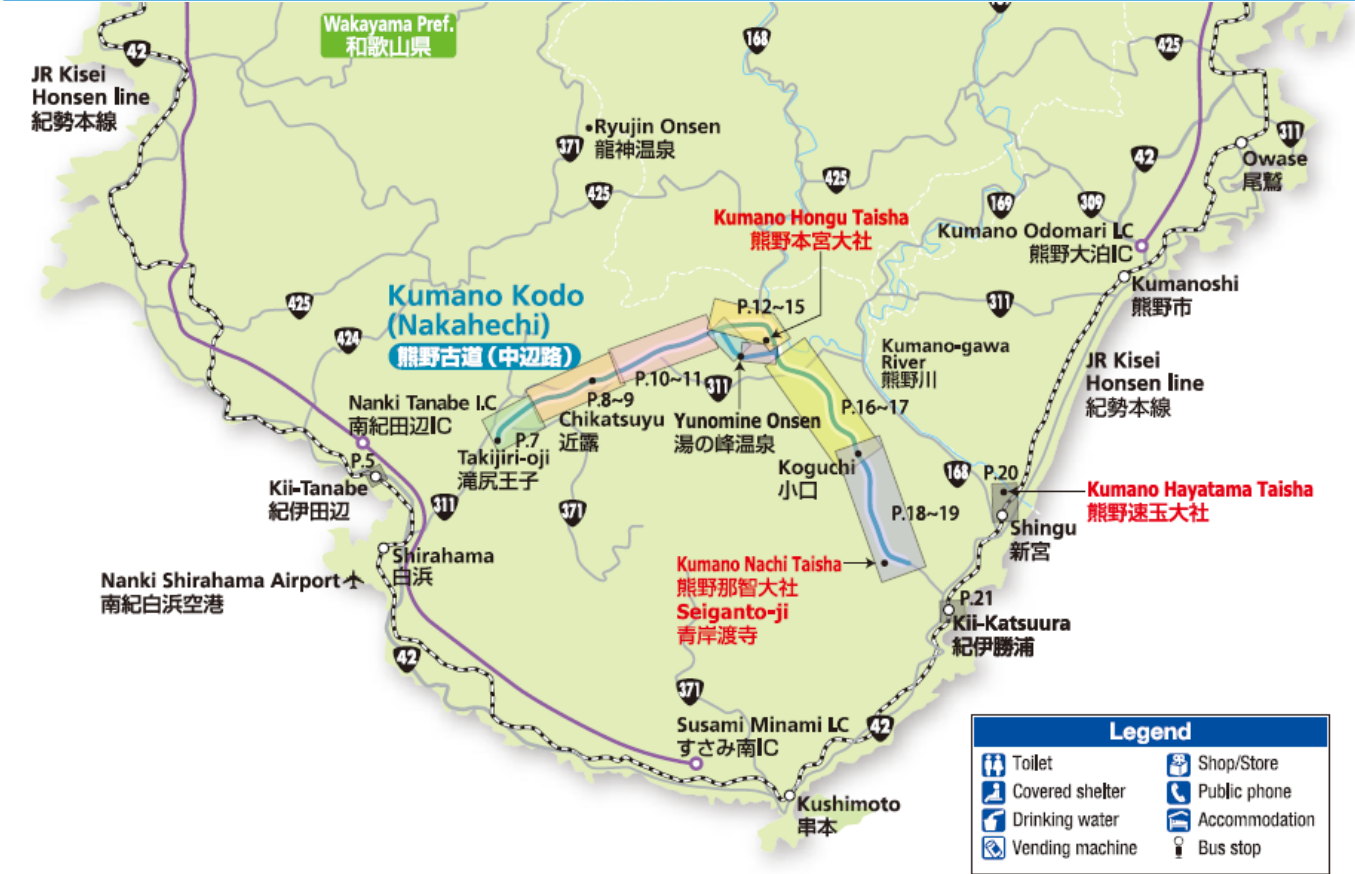 Wakayama Pref.
和歌山県
42
168
425
JR Kisei
Honsen line
紀勢本線
Ryujin Onsen
龍神温泉
371
425
425
311
42
Owase
尾鷲
169
309
Kumano Hongu Taisha
熊野本宮大社
Kumano Odomari I.C
熊野大泊IC
Kumanoshi
熊野市
425
424
Kumano Kodo
(Nakahechi)
熊野古道（中辺路）
P.12~15
311
Kumano-gawa
River
熊野川
JR Kisei
Honsen line
紀勢本線
P.10~11
311
P.8~9
Chikatsuyu
近露
Yunomine Onsen
湯の峰温泉
P.16~17
Nanki Tanabe I.C
南紀田辺IC
P.7
Takijiri-oji
滝尻王子
P.5
Kii-Tanabe
紀伊田辺
311
371
Koguchi
小口
168
P.20
Kumano Hayatama Taisha
熊野速玉大社
Shingu
新宮
P.18~19
Shirahama
白浜
Nanki Shirahama Airport
南紀白浜空港
Kumano Nachi Taisha
熊野那智大社
Seiganto-ji
青岸渡寺
P.21
Kii-Katsuura
紀伊勝浦
42
371
Susami Minami I.C
すさみ南IC
42
Kushimoto
串本
Legend
Toilet
Shop/Store
Covered shelter
Public phone
Drinking water
Accommodation
Vending machine
Bus stop